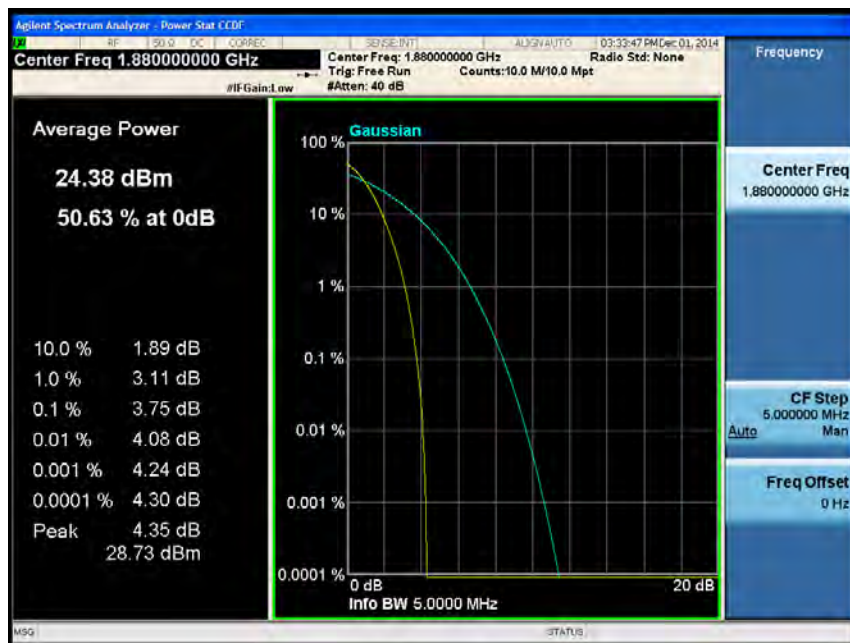 Agilent Spectrum Analyzer - Power Stat CCDF
RF 50 Ω DC CORREC SENSE:INT ALIGN AUTO 03:33:47 PM Dec 01, 2014
Center Freq 1.880000000 GHz
Center Freq: 1.880000000 GHz Radio Std: None
Trig: Free Run Counts:10.0 M/10.0 Mpt
#IFGain:Low #Atten: 40 dB
Frequency
Average Power
24.38 dBm
50.63 % at 0dB
10.0 % 1.89 dB
1.0 % 3.11 dB
0.1 % 3.75 dB
0.01 % 4.08 dB
0.001 % 4.24 dB
0.0001 % 4.30 dB
Peak 4.35 dB
28.73 dBm
Gaussian
100 %
10 %
1 %
0.1 %
0.01 %
0.001 %
0.0001 %
0 dB 20 dB
Info BW 5.0000 MHz
Center Freq
1.880000000 GHz
CF Step
5.000000 MHz
Auto Man
Freq Offset
0 Hz
MSG STATUS